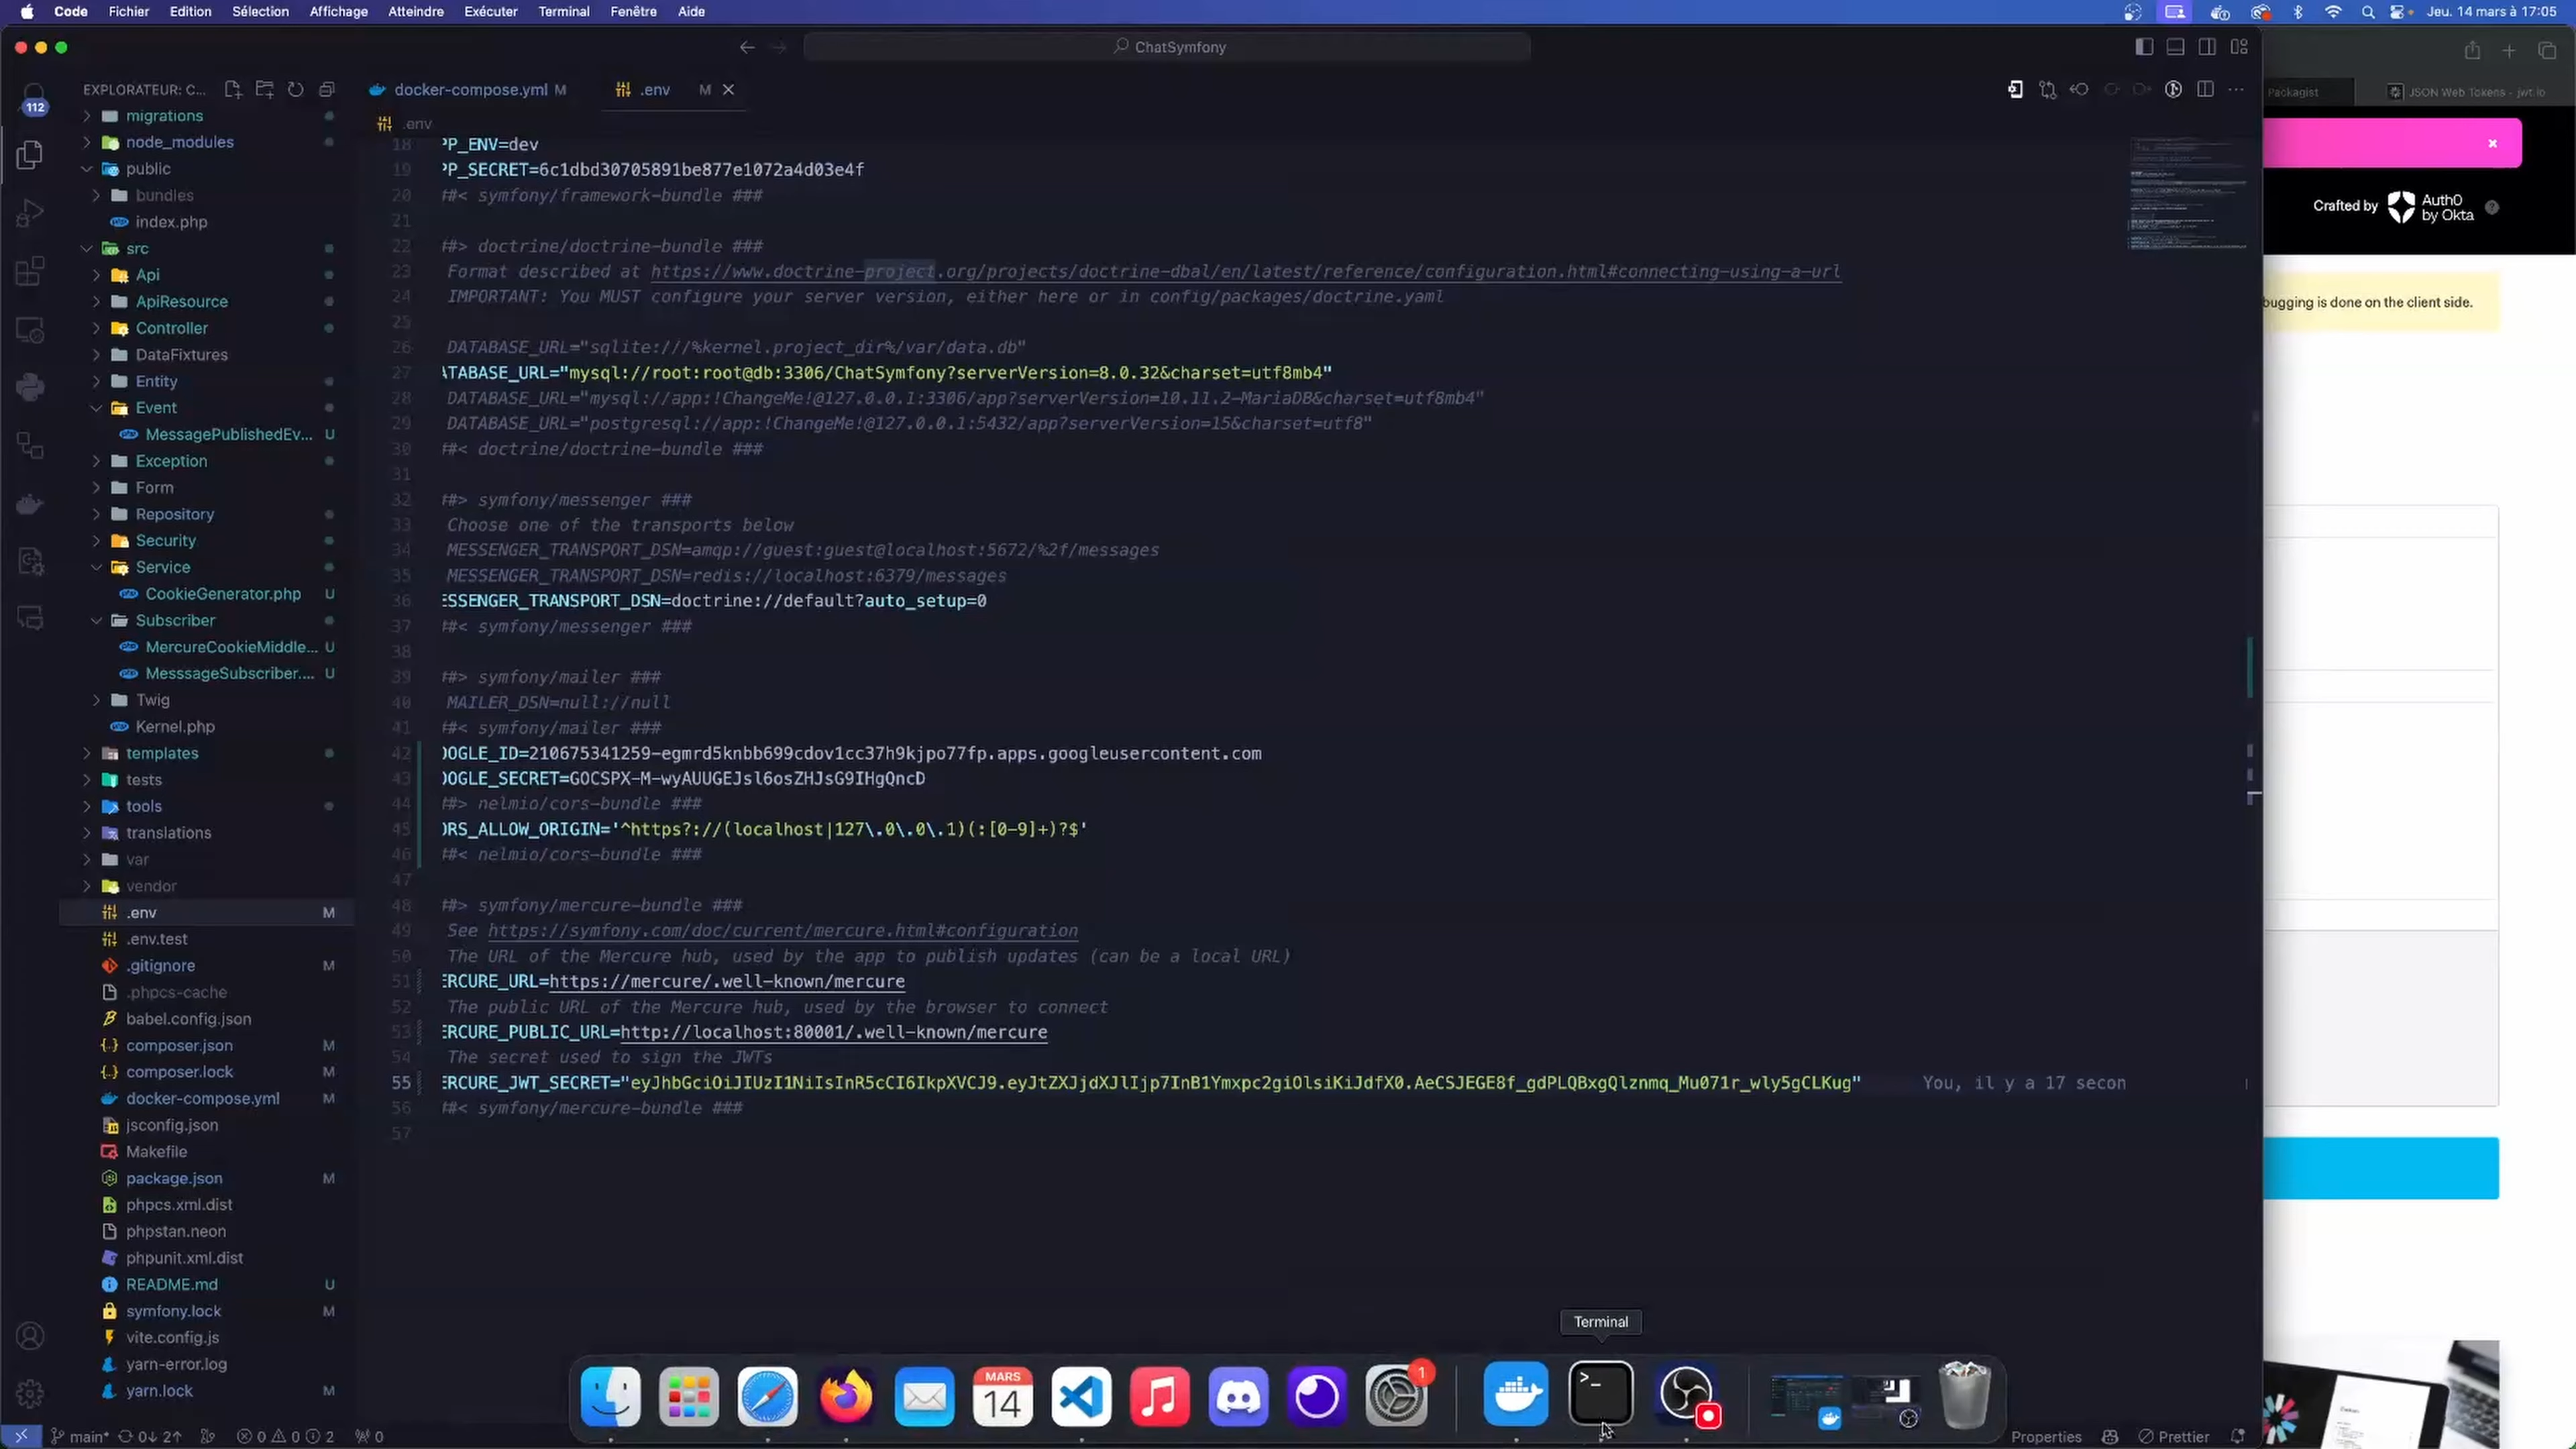 Code Fichier Edition Sélection Affichage Atteindre Exécuter Terminal Fenêtre Aide
Jeu. 14 mars à 17:05
ChatSymfony
112
EXPLORATEUR: C...
docker-compose.yml M
.env M
.env
migrations
node_modules
public
bundles
index.php
src
Api
ApiResource
Controller
DataFixtures
Entity
Event
MessagePublishedEv... U
Exception
Form
Repository
Security
Service
CookieGenerator.php U
Subscriber
MercureCookieMiddle... U
MesssageSubscriber.... U
Twig
Kernel.php
templates
tests
tools
translations
var
vendor
.env M
.env.test
.gitignore M
.phpcs-cache
babel.config.json
composer.json M
composer.lock M
docker-compose.yml M
jsconfig.json
Makefile
package.json M
phpcs.xml.dist
phpstan.neon
phpunit.xml.dist
README.md U
symfony.lock M
vite.config.js
yarn-error.log
yarn.lock M
18 PP_ENV=dev
19 PP_SECRET=6c1dbd30705891be877e1072a4d03e4f
20 ##< symfony/framework-bundle ###
21
22 ##> doctrine/doctrine-bundle ###
23 Format described at https://www.doctrine-project.org/projects/doctrine-dbal/en/latest/reference/configuration.html#connecting-using-a-url
24 IMPORTANT: You MUST configure your server version, either here or in config/packages/doctrine.yaml
25
26 DATABASE_URL="sqlite:///%kernel.project_dir%/var/data.db"
27 ATABASE_URL="mysql://root:root@db:3306/ChatSymfony?serverVersion=8.0.32&charset=utf8mb4"
28 DATABASE_URL="mysql://app:!ChangeMe!@127.0.0.1:3306/app?serverVersion=10.11.2-MariaDB&charset=utf8mb4"
29 DATABASE_URL="postgresql://app:!ChangeMe!@127.0.0.1:5432/app?serverVersion=15&charset=utf8"
30 ##< doctrine/doctrine-bundle ###
31
32 ##> symfony/messenger ###
33 Choose one of the transports below
34 MESSENGER_TRANSPORT_DSN=amqp://guest:guest@localhost:5672/%2f/messages
35 MESSENGER_TRANSPORT_DSN=redis://localhost:6379/messages
36 ESSENGER_TRANSPORT_DSN=doctrine://default?auto_setup=0
37 ##< symfony/messenger ###
38
39 ##> symfony/mailer ###
40 MAILER_DSN=null://null
41 ##< symfony/mailer ###
42 OOGLE_ID=210675341259-egmrd5knbb699cdov1cc37h9kjpo77fp.apps.googleusercontent.com
43 OOGLE_SECRET=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
44 ##> nelmio/cors-bundle ###
45 ORS_ALLOW_ORIGIN='^https?://(localhost|127\.0\.0\.1)(:[0-9]+)?$'
46 ##< nelmio/cors-bundle ###
47
48 ##> symfony/mercure-bundle ###
49 See https://symfony.com/doc/current/mercure.html#configuration
50 The URL of the Mercure hub, used by the app to publish updates (can be a local URL)
51 ERCURE_URL=https://mercure/.well-known/mercure
52 The public URL of the Mercure hub, used by the browser to connect
53 ERCURE_PUBLIC_URL=http://localhost:80001/.well-known/mercure
54 The secret used to sign the JWTs
55 ERCURE_JWT_SECRET="eyJhbGciOiJIUzI1NiIsInR5cCI6IkpXVCJ9.eyJtZXJjdXJlIjp7InB1Ymxpc2giOlsiKiJdfX0.AeCSJEGE8f_gdPLQBxgQlznmq_Mu071r_wly5gCLKug" You, il y a 17 secon
56 ##< symfony/mercure-bundle ###
57
Packagist
JSON Web Tokens - jwt.io
Crafted by Auth0
by Okta
bugging is done on the client side.
Terminal
MARS
14
1
main* 0↓ 2↑ 0 0 2 0
Properties Prettier